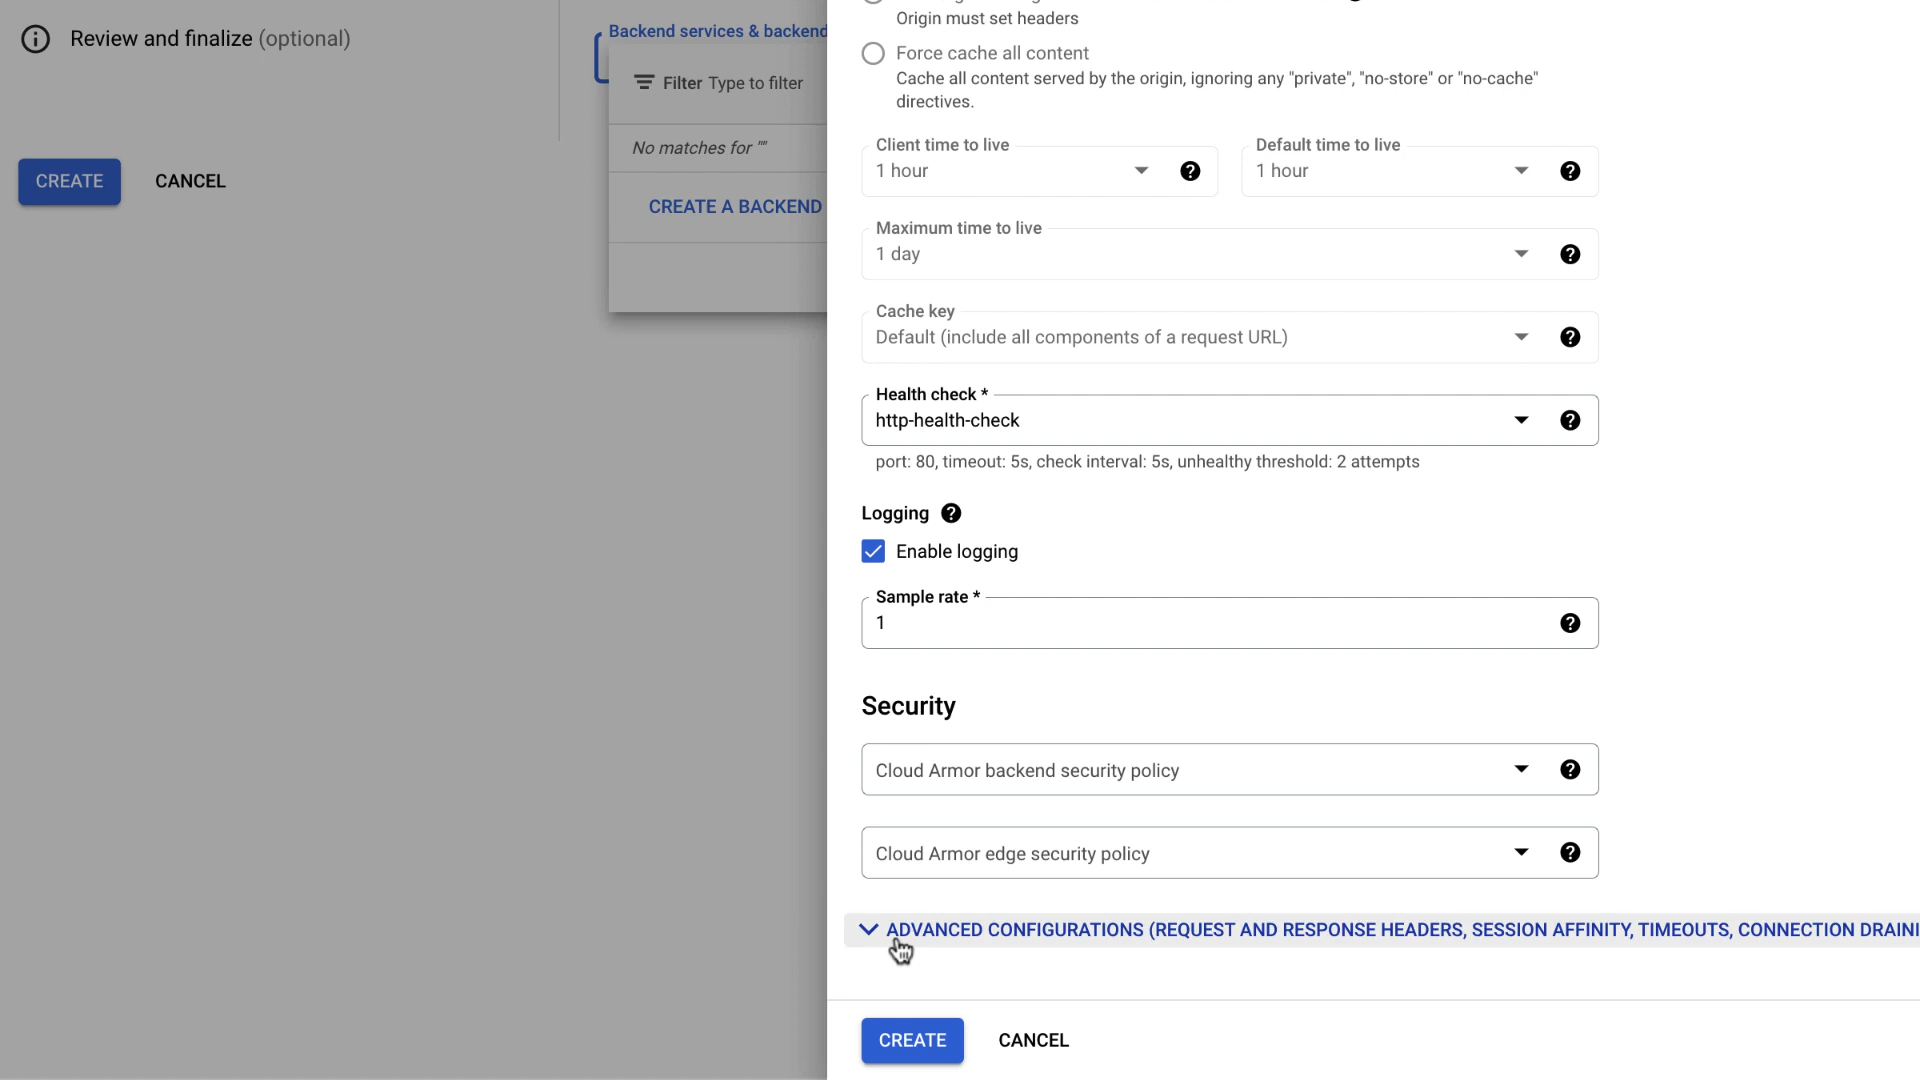 Review and finalize (optional)
CREATE
CANCEL
Backend services & backend
Filter Type to filter
No matches for ""
CREATE A BACKEND
Origin must set headers
Force cache all content
Cache all content served by the origin, ignoring any "private", "no-store" or "no-cache"
directives.
Client time to live
1 hour
Default time to live
1 hour
Maximum time to live
1 day
Cache key
Default (include all components of a request URL)
Health check *
http-health-check
port: 80, timeout: 5s, check interval: 5s, unhealthy threshold: 2 attempts
Logging
Enable logging
Sample rate *
1
Security
Cloud Armor backend security policy
Cloud Armor edge security policy
ADVANCED CONFIGURATIONS (REQUEST AND RESPONSE HEADERS, SESSION AFFINITY, TIMEOUTS, CONNECTION DRAINI
CREATE
CANCEL